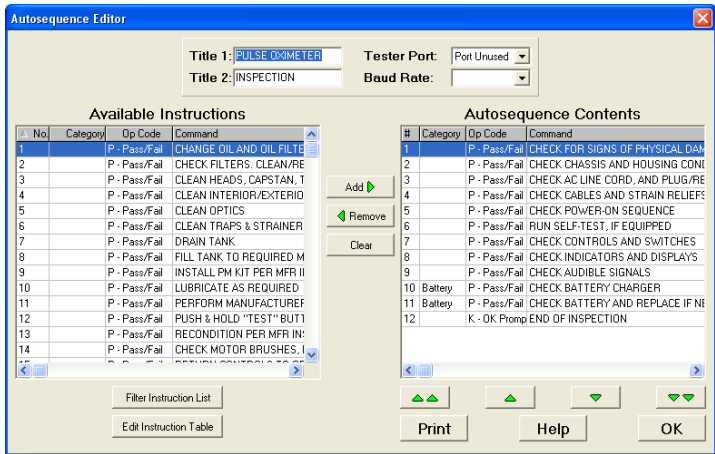 Autosequence Editor
Title 1: PULSE OXIMETER Tester Port: Port Unused
Title 2: INSPECTION Baud Rate:
Available Instructions
No. Category Op Code Command
1 P - Pass/Fail CHANGE OIL AND OIL FILTE
2 P - Pass/Fail CHECK FILTERS. CLEAN/RE
3 P - Pass/Fail CLEAN HEADS, CAPSTAN, T
4 P - Pass/Fail CLEAN INTERIOR/EXTERIO
5 P - Pass/Fail CLEAN OPTICS
6 P - Pass/Fail CLEAN TRAPS & STRAINER
7 P - Pass/Fail DRAIN TANK
8 P - Pass/Fail FILL TANK TO REQUIRED M
9 P - Pass/Fail INSTALL PM KIT PER MFR I
10 P - Pass/Fail LUBRICATE AS REQUIRED
11 P - Pass/Fail PERFORM MANUFACTURER
12 P - Pass/Fail PUSH & HOLD "TEST" BUTT
13 P - Pass/Fail RECONDITION PER MFR IN
14 P - Pass/Fail CHECK MOTOR BRUSHES,
Filter Instruction List
Edit Instruction Table
Add
Remove
Clear
Autosequence Contents
# Category Op Code Command
1 P - Pass/Fail CHECK FOR SIGNS OF PHYSICAL DAM
2 P - Pass/Fail CHECK CHASSIS AND HOUSING CON
3 P - Pass/Fail CHECK AC LINE CORD, AND PLUG/RE
4 P - Pass/Fail CHECK CABLES AND STRAIN RELIEFS
5 P - Pass/Fail CHECK POWER-ON SEQUENCE
6 P - Pass/Fail RUN SELF-TEST, IF EQUIPPED
7 P - Pass/Fail CHECK CONTROLS AND SWITCHES
8 P - Pass/Fail CHECK INDICATORS AND DISPLAYS
9 P - Pass/Fail CHECK AUDIBLE SIGNALS
10 Battery P - Pass/Fail CHECK BATTERY CHARGER
11 Battery P - Pass/Fail CHECK BATTERY AND REPLACE IF NE
12 K - OK Promp END OF INSPECTION
Print Help OK